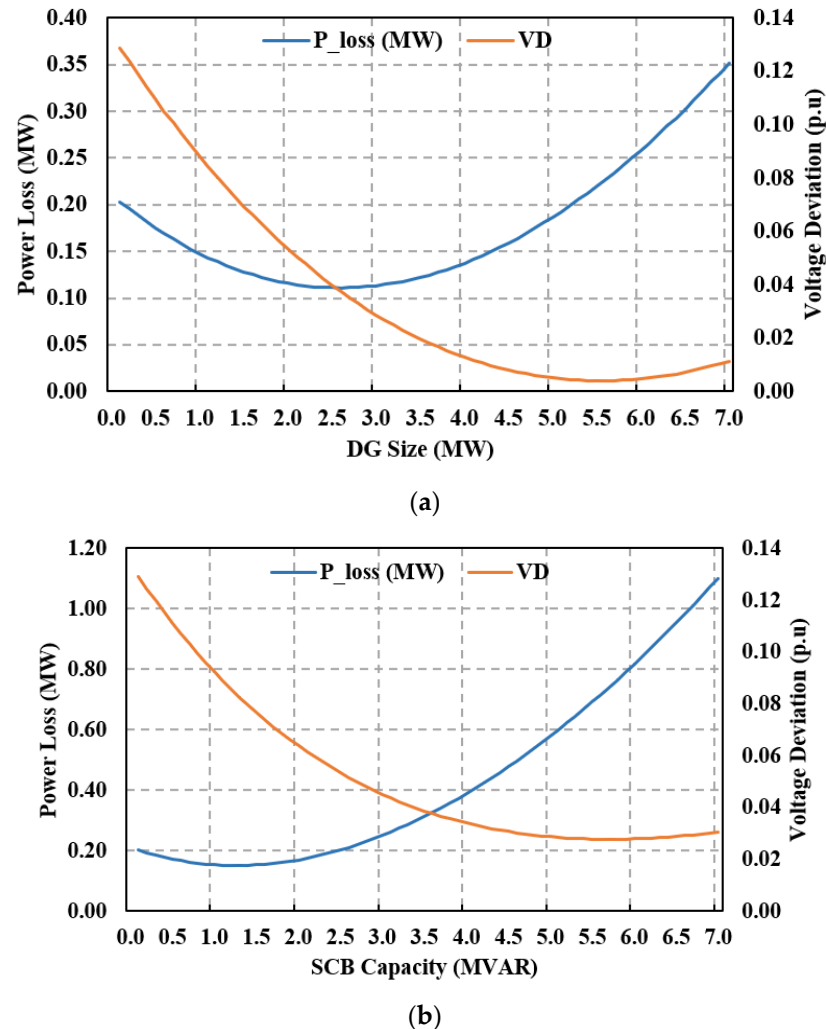 0.40 0.14
P_loss (MW) VD
0.35 0.12
0.30 0.10
0.25 0.08
0.20
0.15 0.06
0.10 0.04
0.05 0.02
0.00 0.00
Power Loss (MW)
Voltage Deviation (p.u)
0.0 0.5 1.0 1.5 2.0 2.5 3.0 3.5 4.0 4.5 5.0 5.5 6.0 6.5 7.0
DG Size (MW)
(a)
1.20 0.14
P_loss (MW) VD
1.00 0.12
0.80 0.10
0.08
0.60
0.06
0.40 0.04
0.20 0.02
0.00 0.00
Power Loss (MW)
Voltage Deviation (p.u)
0.0 0.5 1.0 1.5 2.0 2.5 3.0 3.5 4.0 4.5 5.0 5.5 6.0 6.5 7.0
SCB Capacity (MVAR)
(b)